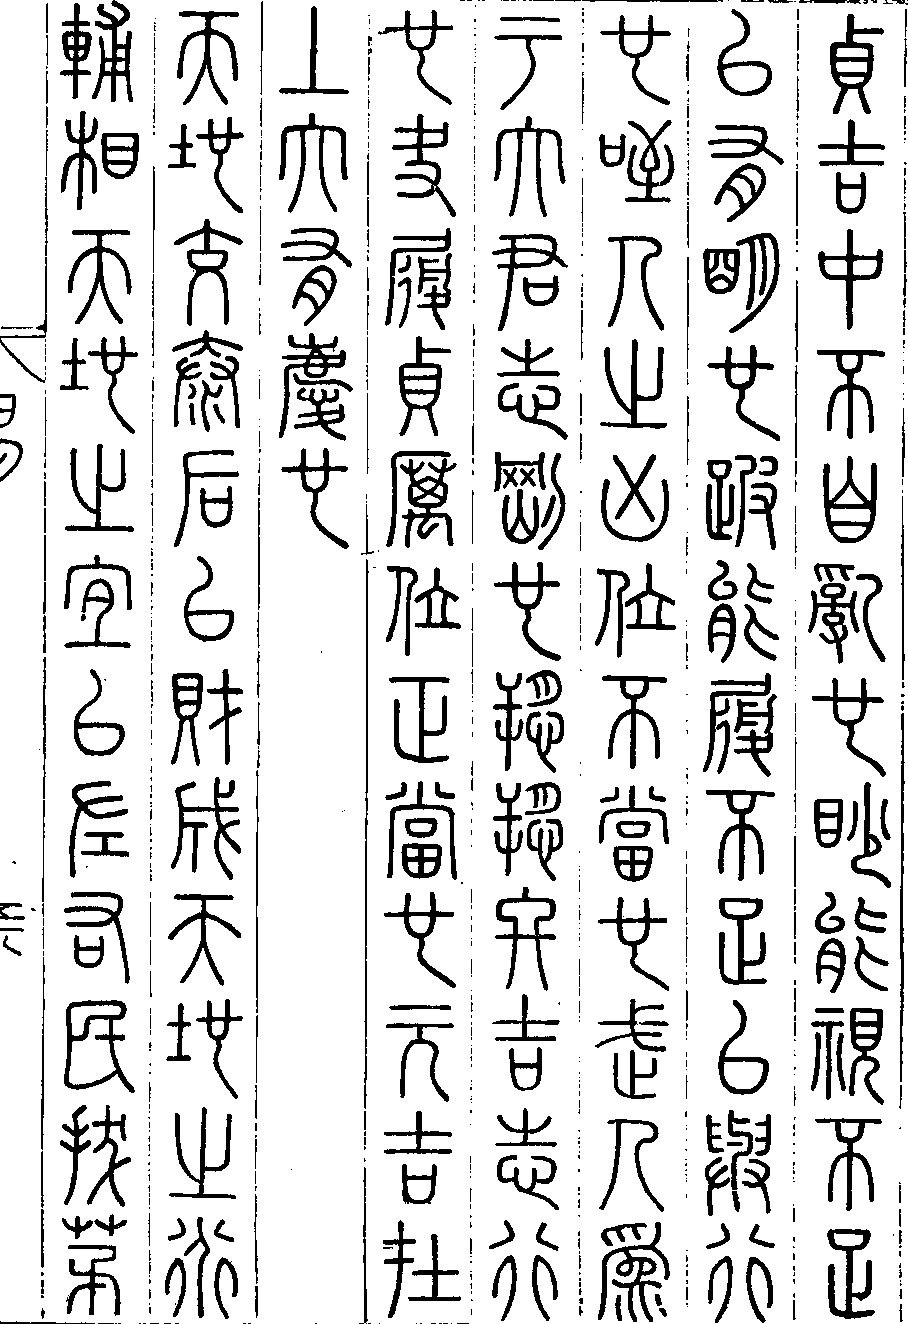 貞吉中不自亂也眇能視不足
以有明也跛能履不足以與行
也咥人之凶位不當也武人為
于大君志剛也愬愬終吉志行
也夬履貞厲位正當也元吉在
上大有慶也
天地交泰后以財成天地之道
輔相天地之宜以左右民拔茅